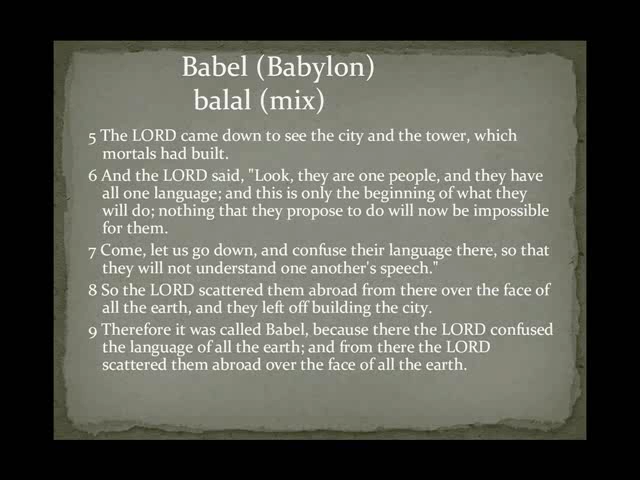 Babel (Babylon)
balal (mix)
5 The LORD came down to see the city and the tower, which
mortals had built.
6 And the LORD said, "Look, they are one people, and they have
all one language; and this is only the beginning of what they
will do; nothing that they propose to do will now be impossible
for them.
7 Come, let us go down, and confuse their language there, so that
they will not understand one another's speech."
8 So the LORD scattered them abroad from there over the face of
all the earth, and they left off building the city.
9 Therefore it was called Babel, because there the LORD confused
the language of all the earth; and from there the LORD
scattered them abroad over the face of all the earth.